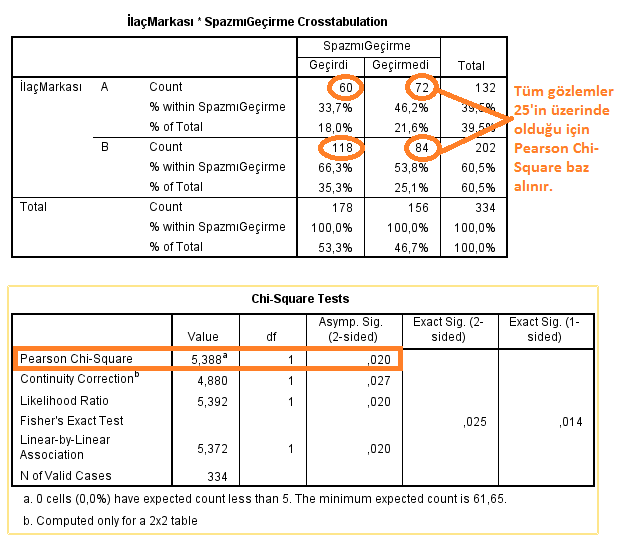 İlaçMarkası * SpazmıGeçirme Crosstabulation
SpazmıGeçirme
Geçirdi Geçirmedi Total
İlaçMarkası A Count 60 72 132
% within SpazmıGeçirme 33,7% 46,2% 39,5%
% of Total 18,0% 21,6% 39,5%
B Count 118 84 202
% within SpazmıGeçirme 66,3% 53,8% 60,5%
% of Total 35,3% 25,1% 60,5%
Total Count 178 156 334
% within SpazmıGeçirme 100,0% 100,0% 100,0%
% of Total 53,3% 46,7% 100,0%
Tüm gözlemler
25'in üzerinde
olduğu için
Pearson Chi-
Square baz
alınır.
Chi-Square Tests
Value df Asymp. Sig. (2-sided) Exact Sig. (2-sided) Exact Sig. (1-sided)
Pearson Chi-Square 5,388a 1 ,020
Continuity Correctionb 4,880 1 ,027
Likelihood Ratio 5,392 1 ,020
Fisher's Exact Test ,025 ,014
Linear-by-Linear Association 5,372 1 ,020
N of Valid Cases 334
a. 0 cells (0,0%) have expected count less than 5. The minimum expected count is 61,65.
b. Computed only for a 2x2 table